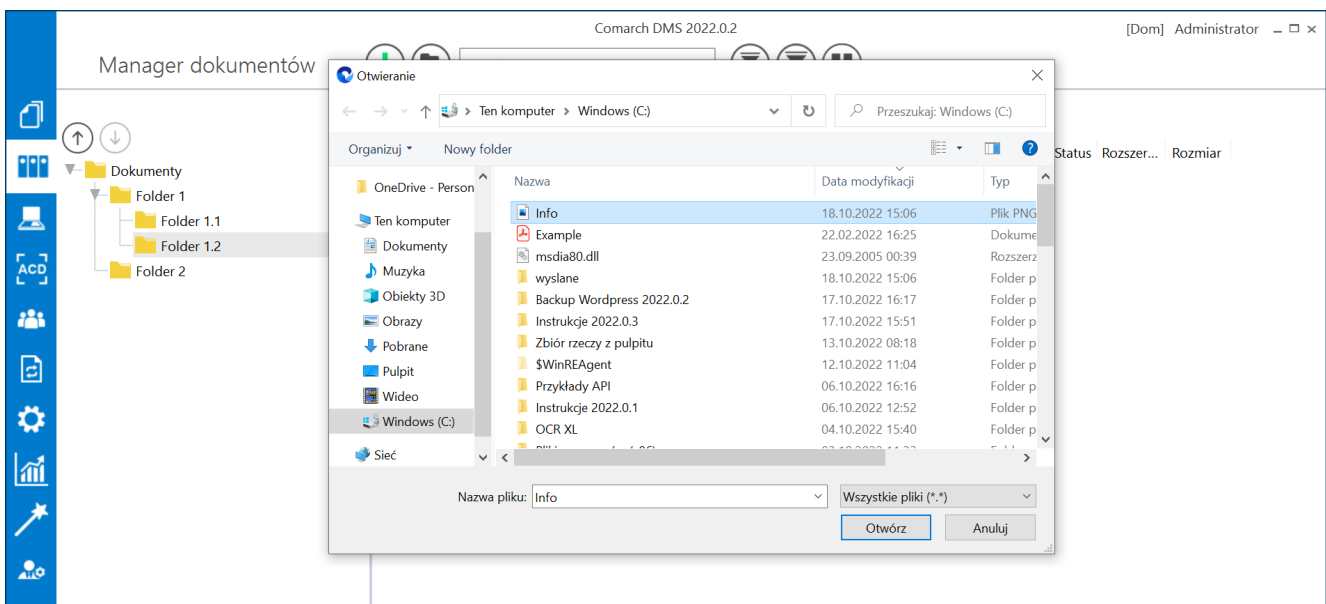 Comarch DMS 2022.0.2
[Dom] Administrator
Manager dokumentów
ACD
Dokumenty
Folder 1
Folder 1.1
Folder 1.2
Folder 2
Status Rozszer... Rozmiar
Otwieranie
Ten komputer > Windows (C:)
Przeszukaj: Windows (C:)
Organizuj Nowy folder
OneDrive - Person
Ten komputer
Dokumenty
Muzyka
Obiekty 3D
Obrazy
Pobrane
Pulpit
Wideo
Windows (C:)
Sieć
Nazwa Data modyfikacji Typ
Info 18.10.2022 15:06 Plik PNG
Example 22.02.2022 16:25 Dokume
msdia80.dll 23.09.2005 00:39 Rozszerz
wyslane 18.10.2022 15:06 Folder p
Backup Wordpress 2022.0.2 17.10.2022 16:17 Folder p
Instrukcje 2022.0.3 17.10.2022 15:51 Folder p
Zbiór rzeczy z pulpitu 13.10.2022 08:18 Folder p
$WinREAgent 12.10.2022 11:04 Folder p
Przykłady API 06.10.2022 16:16 Folder p
Instrukcje 2022.0.1 06.10.2022 12:52 Folder p
OCR XL 04.10.2022 15:40 Folder p
Nazwa pliku: Info
Wszystkie pliki (*.*)
Otwórz Anuluj